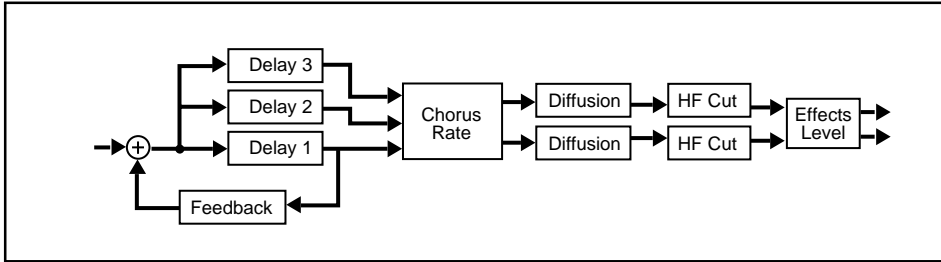 Delay 3
Delay 2
Delay 1
Feedback
Chorus
Rate
Diffusion
HF Cut
Diffusion
HF Cut
Effects
Level